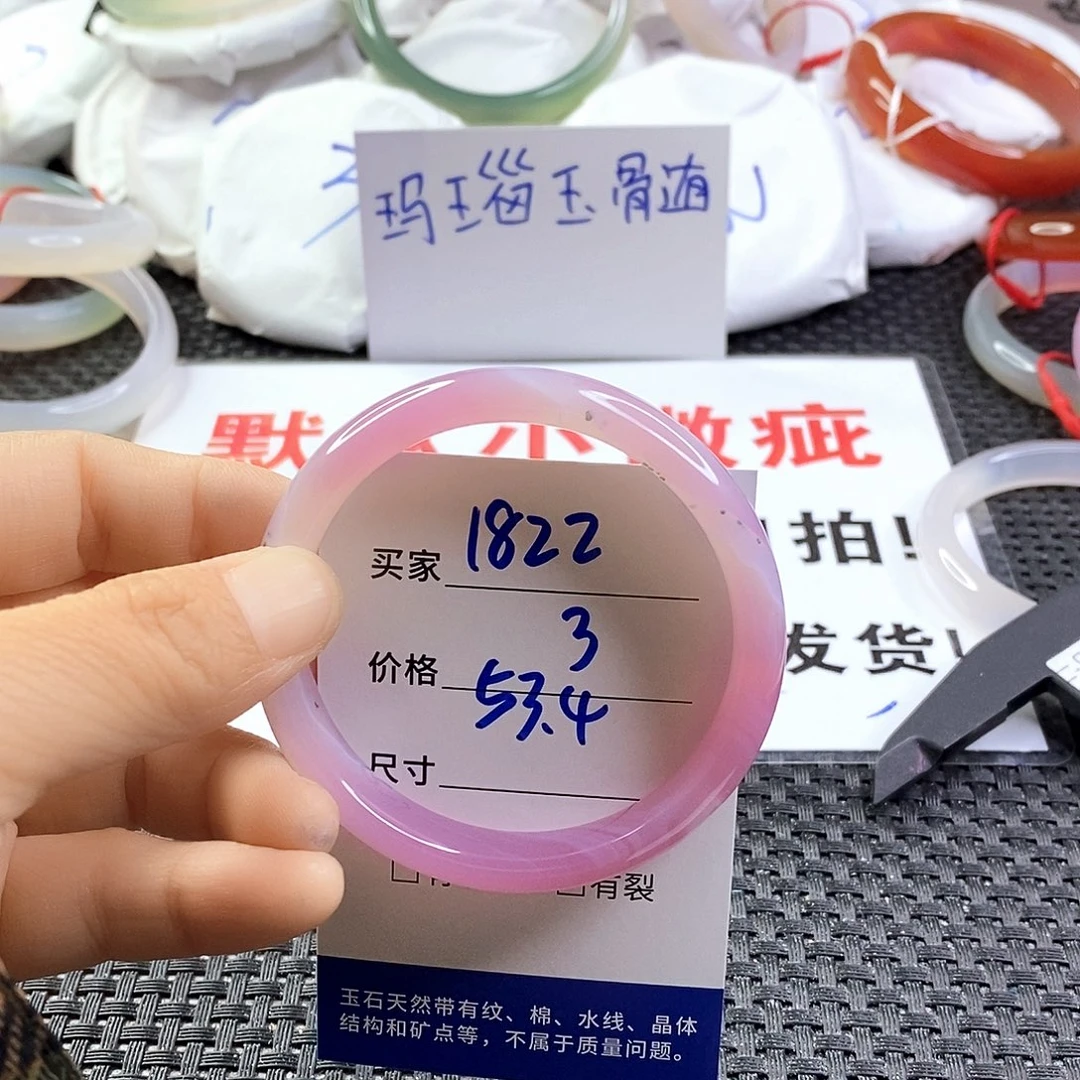 玛瑙玉骨髓
默 小 疵
拍!
发货!
买家 1822
3
价格 53.4
尺寸
有裂
玉石天然带有纹、棉、水线、晶体
结构和矿点等，不属于质量问题。